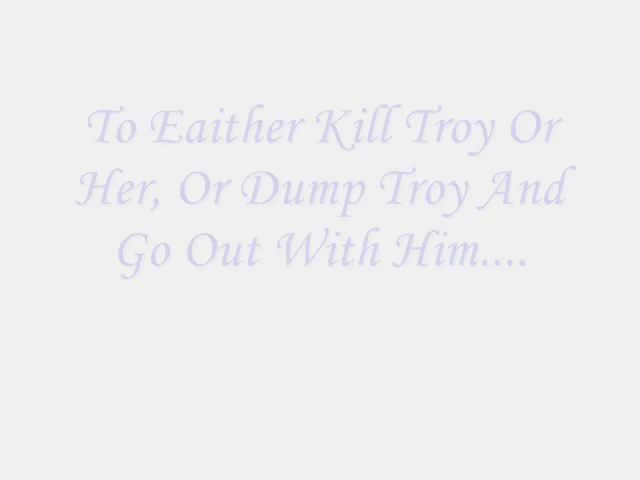 To Eaither Kill Troy Or
Her, Or Dump Troy And
Go Out With Him....